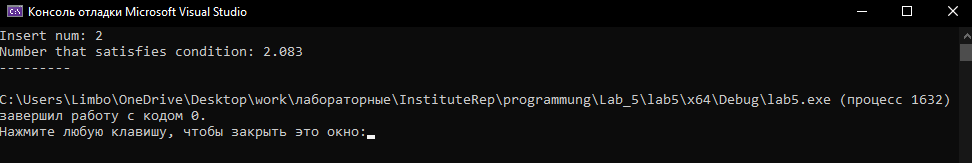 Консоль отладки Microsoft Visual Studio
Insert num: 2
Number that satisfies condition: 2.083
---------
C:\Users\Limbo\OneDrive\Desktop\work\лабораторные\InstituteRep\programmung\Lab_5\lab5\x64\Debug\lab5.exe (процесс 1632)
завершил работу с кодом 0.
Нажмите любую клавишу, чтобы закрыть это окно: